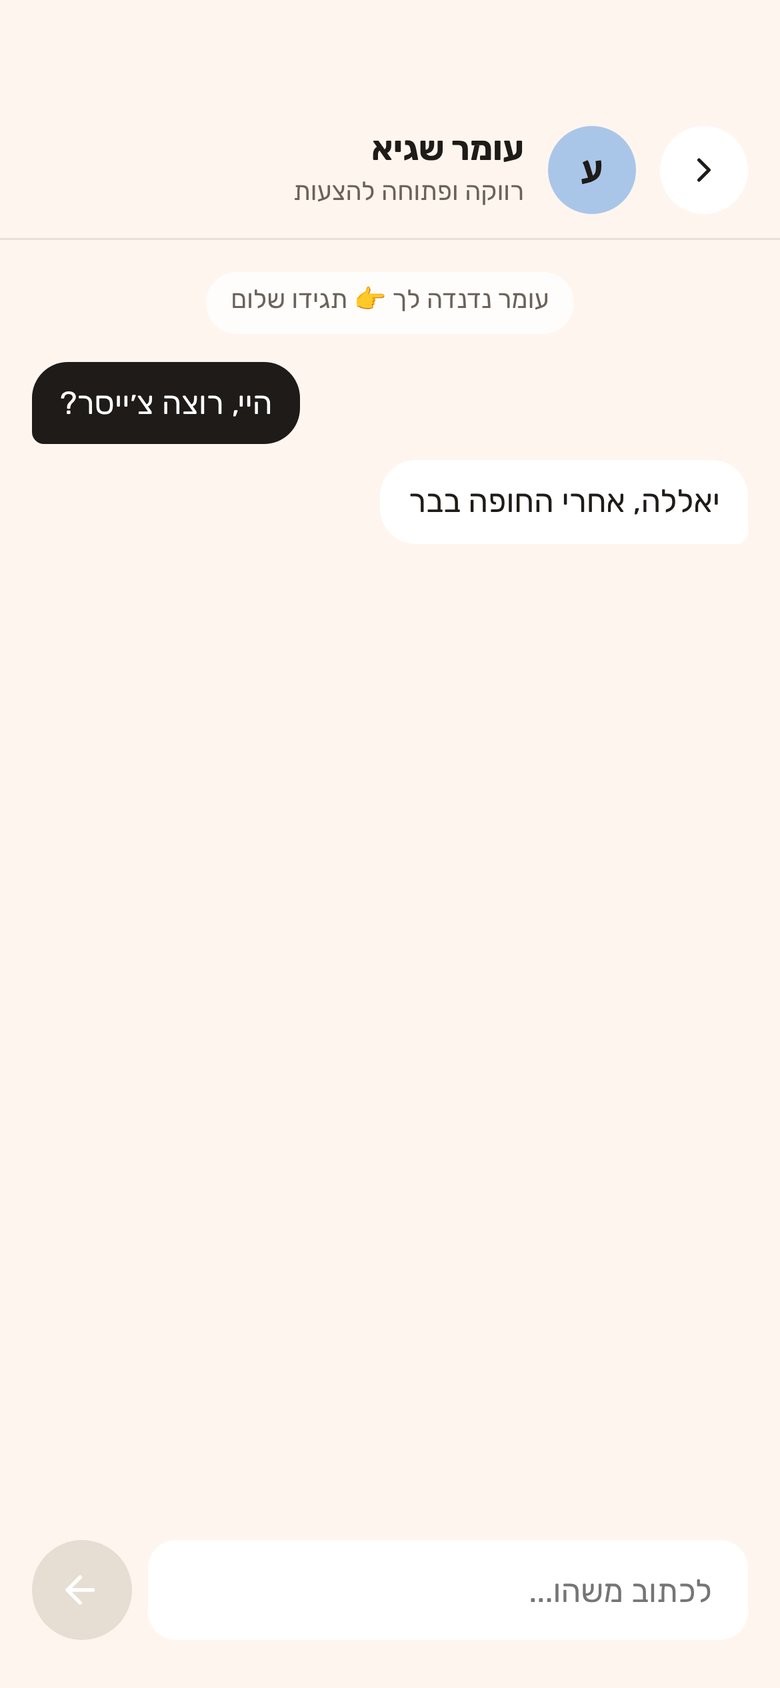 עומר שגיא
רווקה ופתוחה להצעות
ע
עומר נדנדה לך 👉 תגידו שלום
היי, רוצה צ׳ייסר?
יאללה, אחרי החופה בבר
לכתוב משהו...